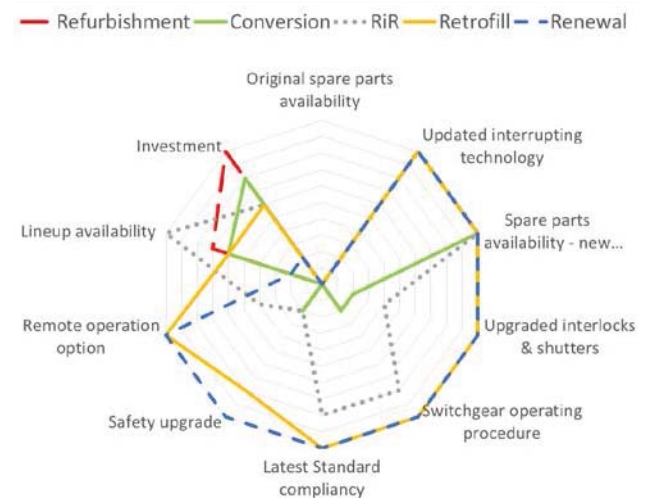 Refurbishment Conversion RiR Retrofill Renewal
Original spare parts
availability
Investment
Updated interrupting
technology
Lineup availability
Spare parts
availability - new...
Remote operation
option
Upgraded interlocks
& shutters
Safety upgrade
Switchgear operating
procedure
Latest Standard
compliancy